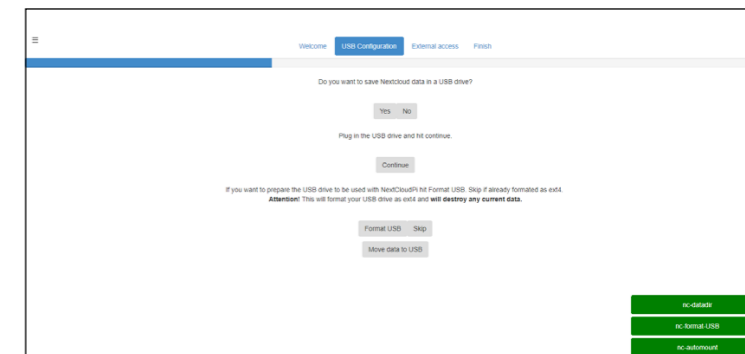 Welcome USB Configuration External access Finish
Do you want to save Nextcloud data in a USB drive?
Yes No
Plug in the USB drive and hit continue.
Continue
If you want to prepare the USB drive to be used with NextCloudPi hit Format USB. Skip if already formated as ext4.
Attention! This will format your USB drive as ext4 and will destroy any current data.
Format USB Skip
Move data to USB
nc-datadir
nc-format-USB
nc-automount